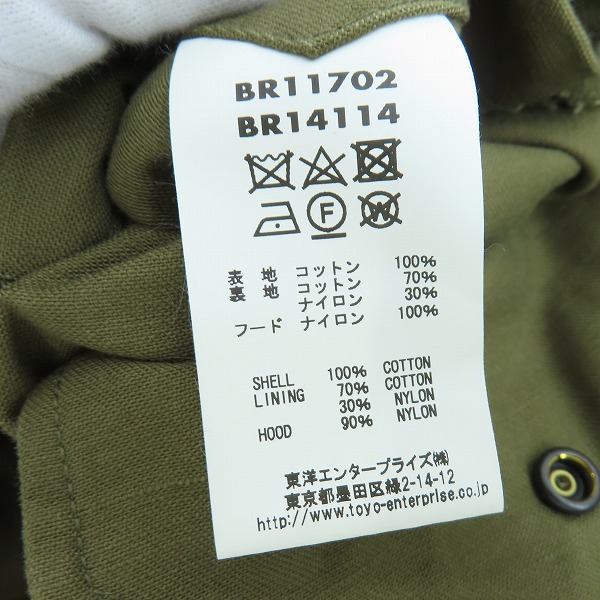 BR11702
BR14114
F
W
表 地 コットン 100%
裏 地 コットン 70%
ナイロン 30%
フード ナイロン 100%
SHELL 100% COTTON
LINING 70% COTTON
30% NYLON
HOOD 90% NYLON
東洋エンタープライズ㈱
東京都墨田区緑2-14-12
http://www.toyo-enterprise.co.jp